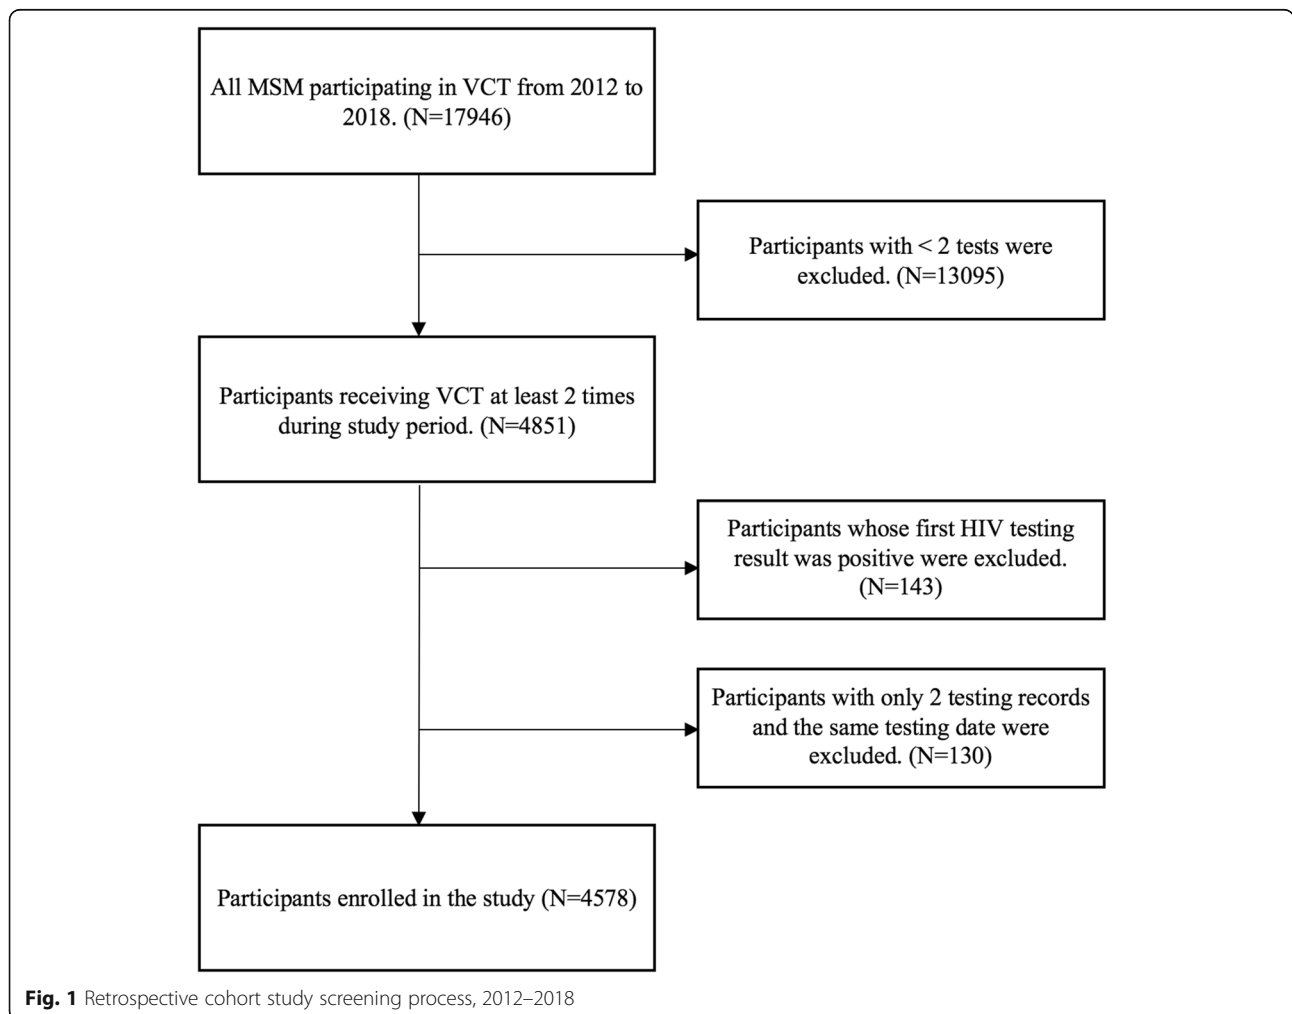 All MSM participating in VCT from 2012 to
2018. (N=17946)
Participants with < 2 tests were
excluded. (N=13095)
Participants receiving VCT at least 2 times
during study period. (N=4851)
Participants whose first HIV testing
result was positive were excluded.
(N=143)
Participants with only 2 testing records
and the same testing date were
excluded. (N=130)
Participants enrolled in the study (N=4578)
Fig. 1 Retrospective cohort study screening process, 2012–2018